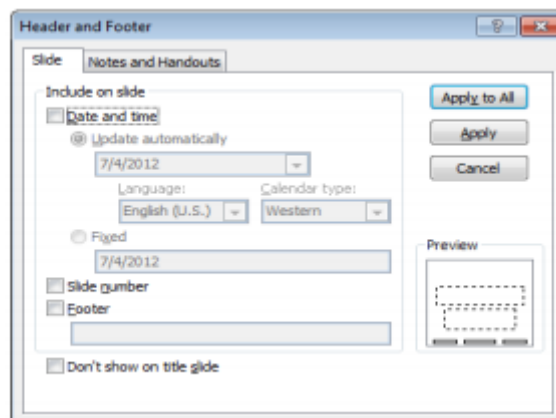 Header and Footer
Slide
Notes and Handouts
Include on slide
Date and time
Update automatically
7/4/2012
Language:
Calendar type:
English (U.S.)
Western
Fixed
7/4/2012
Slide number
Footer
Don't show on title slide
Apply to All
Apply
Cancel
Preview